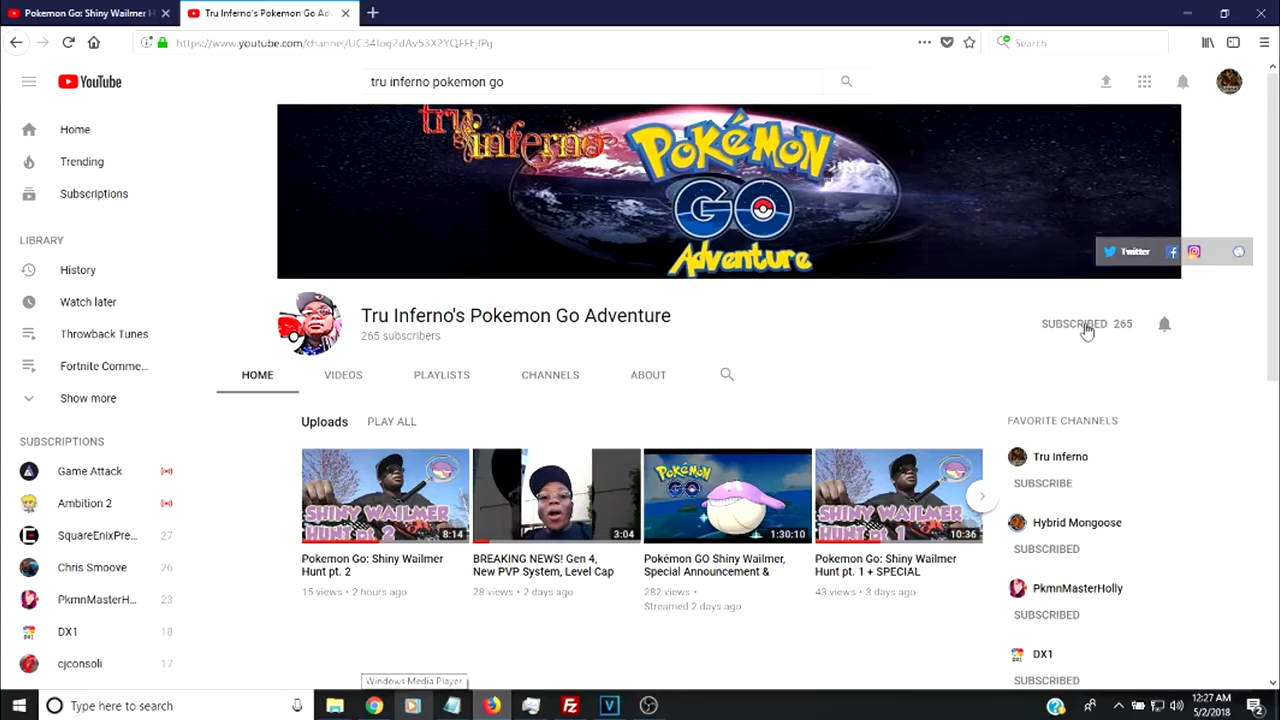 Pokemon Go: Shiny Wailmer H
Tru Inferno's Pokemon Go Adv
Search
YouTube
tru inferno pokemon go
tru inferno
POKÉMON
GO
Adventure
Twitter
Home
Trending
Subscriptions
LIBRARY
History
Watch later
Throwback Tunes
Fortnite Comme...
Show more
SUBSCRIPTIONS
Game Attack
Ambition 2
SquareEnixPre... 27
Chris Smoove 26
PkmnMasterH... 23
DX1 18
cjconsoli 17
Tru Inferno's Pokemon Go Adventure
265 subscribers
SUBSCRIBED 265
HOME VIDEOS PLAYLISTS CHANNELS ABOUT
Uploads PLAY ALL
SHINY WAILMER
HUNT pt. 2
8:14
Pokemon Go: Shiny Wailmer
Hunt pt. 2
15 views • 2 hours ago
3:04
BREAKING NEWS! Gen 4,
New PVP System, Level Cap
28 views • 2 days ago
POKÉMON
GO
1:30:10
Pokémon GO Shiny Wailmer,
Special Announcement &
282 views •
Streamed 2 days ago
SHINY WAILMER
HUNT pt. 1
10:36
Pokemon Go: Shiny Wailmer
Hunt pt. 1 + SPECIAL
43 views • 3 days ago
FAVORITE CHANNELS
Tru Inferno
SUBSCRIBE
Hybrid Mongoose
SUBSCRIBED
PkmnMasterHolly
SUBSCRIBED
DX1
SUBSCRIBED
Windows Media Player
Type here to search
12:27 AM
5/2/2018
2